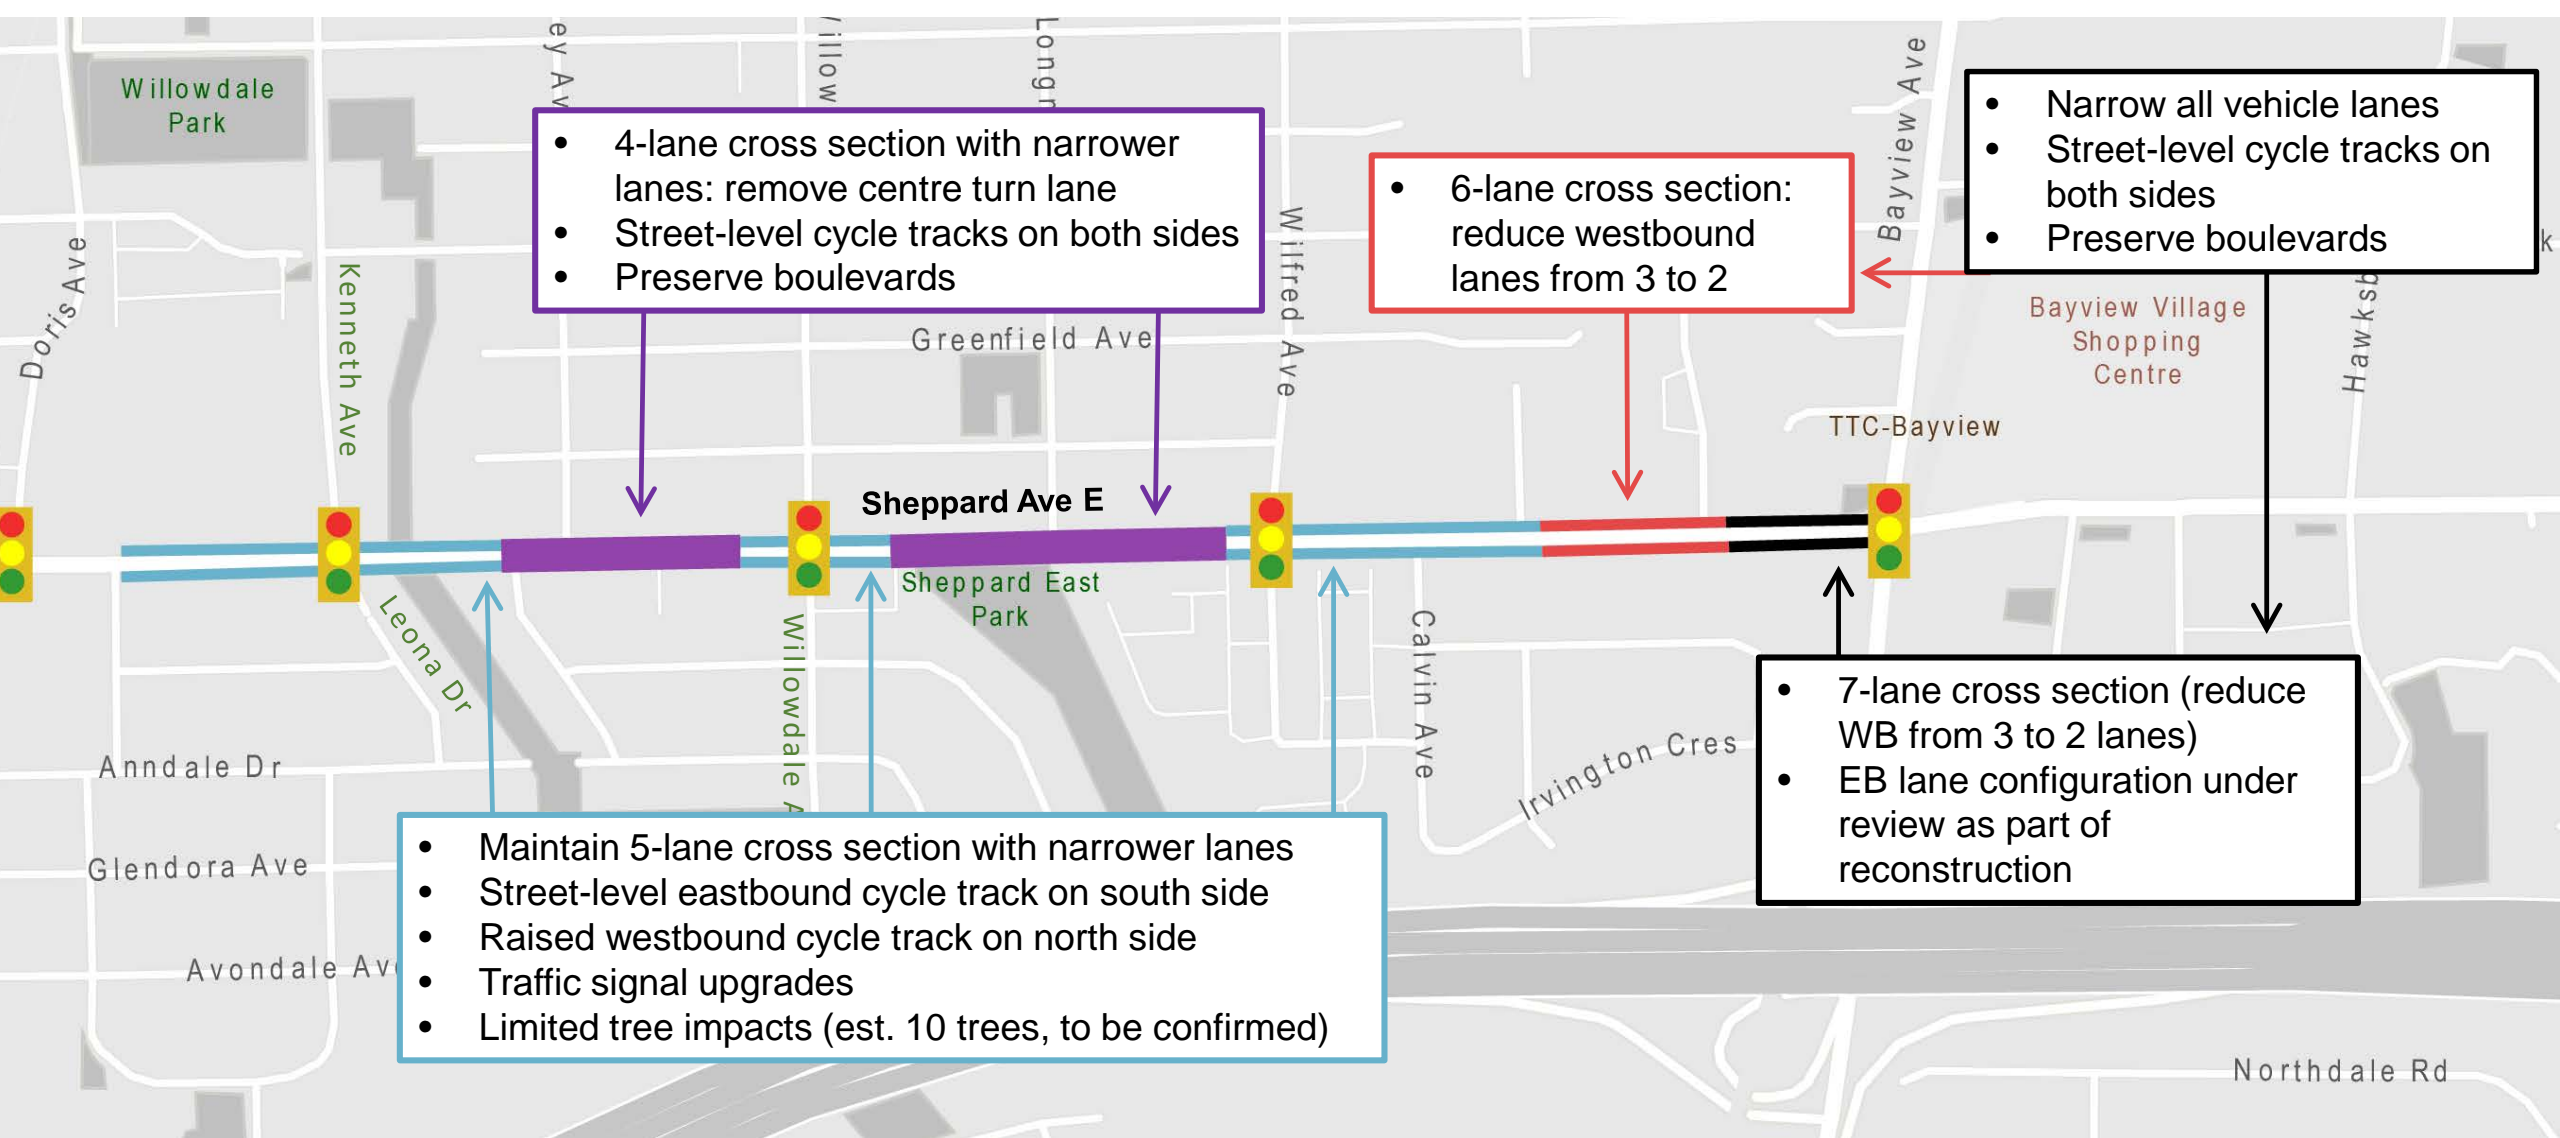 Willowdale
Park
ey Av
Willow
Longr
Bayview Ave
• Narrow all vehicle lanes
• Street-level cycle tracks on
both sides
• Preserve boulevards
• 4-lane cross section with narrower
lanes: remove centre turn lane
• Street-level cycle tracks on both sides
• Preserve boulevards
• 6-lane cross section:
reduce westbound
lanes from 3 to 2
k
Doris Ave
Kenneth Ave
Wilfred Ave
Greenfield Ave
Bayview Village
Shopping
Centre
Hawksb
TTC-Bayview
Sheppard Ave E
Sheppard East
Park
Leona Dr
Willowdale A
Calvin Ave
Irvington Cres
• 7-lane cross section (reduce
WB from 3 to 2 lanes)
• EB lane configuration under
review as part of
reconstruction
Anndale Dr
Glendora Ave
Avondale Av
• Maintain 5-lane cross section with narrower lanes
• Street-level eastbound cycle track on south side
• Raised westbound cycle track on north side
• Traffic signal upgrades
• Limited tree impacts (est. 10 trees, to be confirmed)
Northdale Rd